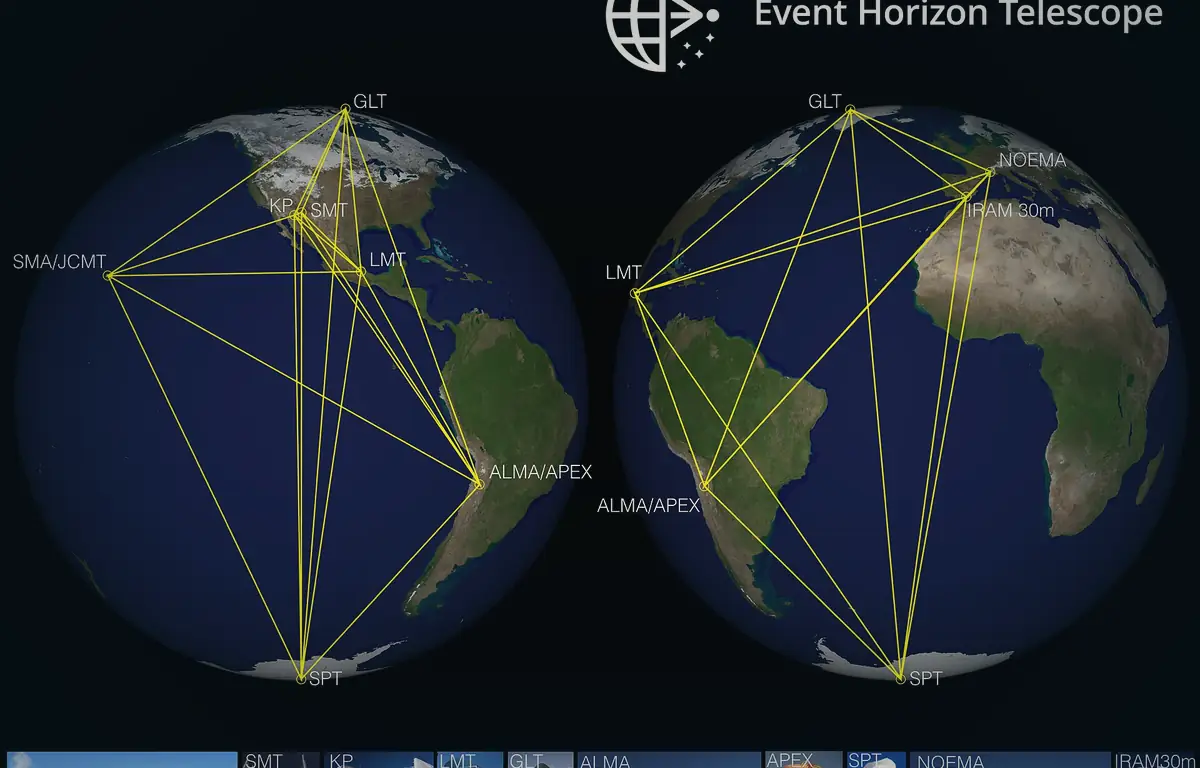 Event Horizon Telescope
GLT
KP
SMT
SMA/JCMT
LMT
ALMA/APEX
SPT
GLT
NOEMA
IRAM 30m
LMT
ALMA/APEX
SPT
SMT KP LMT GLT ALMA APEX SPT NOEMA IRAM30m